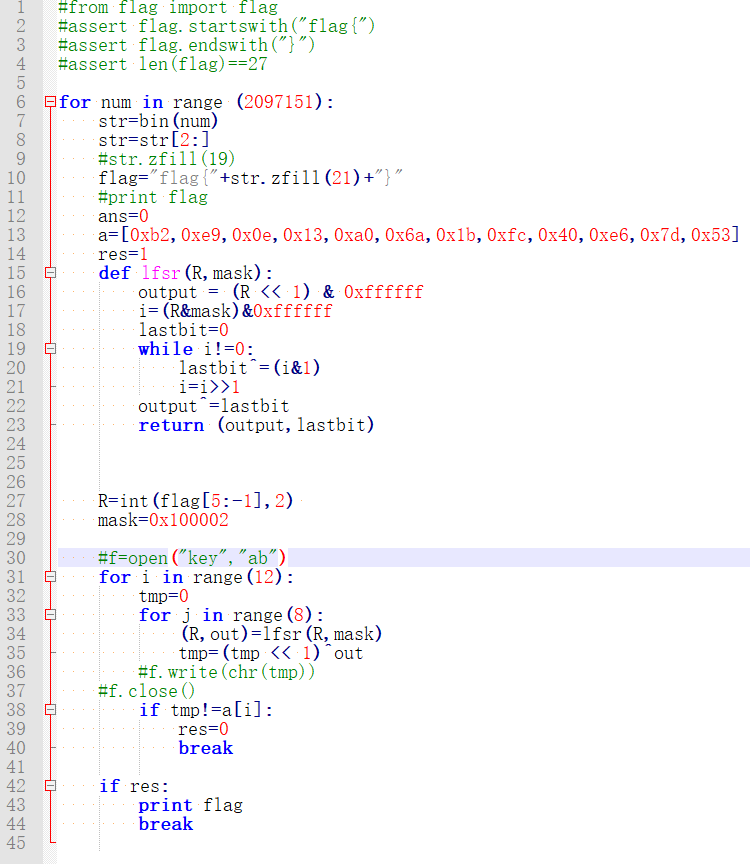 1 #from flag import flag
2 #assert flag.startswith("flag{")
3 #assert flag.endswith("}")
4 #assert len(flag)==27
5
6 for num in range (2097151):
7 str=bin(num)
8 str=str[2:]
9 #str.zfill(19)
10 flag="flag{"+str.zfill(21)+"}"
11 #print flag
12 ans=0
13 a=[0xb2,0xe9,0x0e,0x13,0xa0,0x6a,0x1b,0xfc,0x40,0xe6,0x7d,0x53]
14 res=1
15 def lfsr(R,mask):
16 output = (R << 1) & 0xffffff
17 i=(R&mask)&0xffffff
18 lastbit=0
19 while i!=0:
20 lastbit^=(i&1)
21 i=i>>1
22 output^=lastbit
23 return (output,lastbit)
24
25
26
27 R=int(flag[5:-1],2)
28 mask=0x100002
29
30 #f=open("key","ab")
31 for i in range(12):
32 tmp=0
33 for j in range(8):
34 (R,out)=lfsr(R,mask)
35 tmp=(tmp << 1)^out
36 #f.write(chr(tmp))
37 #f.close()
38 if tmp!=a[i]:
39 res=0
40 break
41
42 if res:
43 print flag
44 break
45